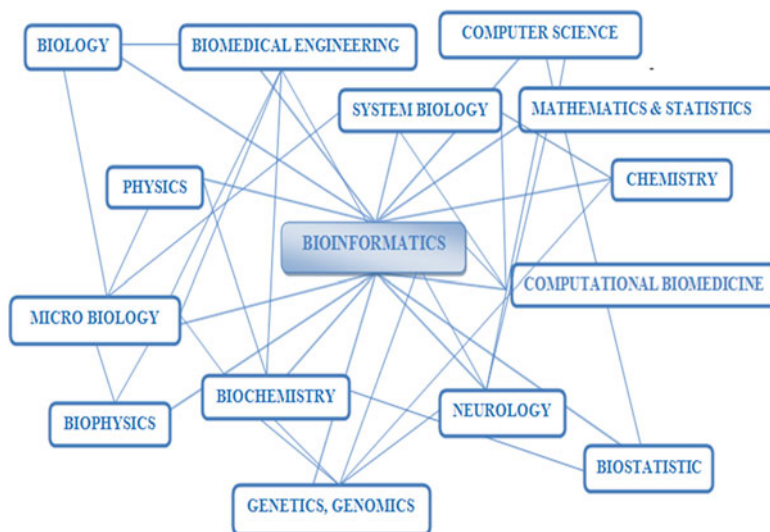 BIOLOGY
BIOMEDICAL ENGINEERING
COMPUTER SCIENCE
SYSTEM BIOLOGY
MATHEMATICS & STATISTICS
PHYSICS
CHEMISTRY
BIOINFORMATICS
COMPUTATIONAL BIOMEDICINE
MICRO BIOLOGY
BIOCHEMISTRY
NEUROLOGY
BIOPHYSICS
BIOSTATISTIC
GENETICS, GENOMICS